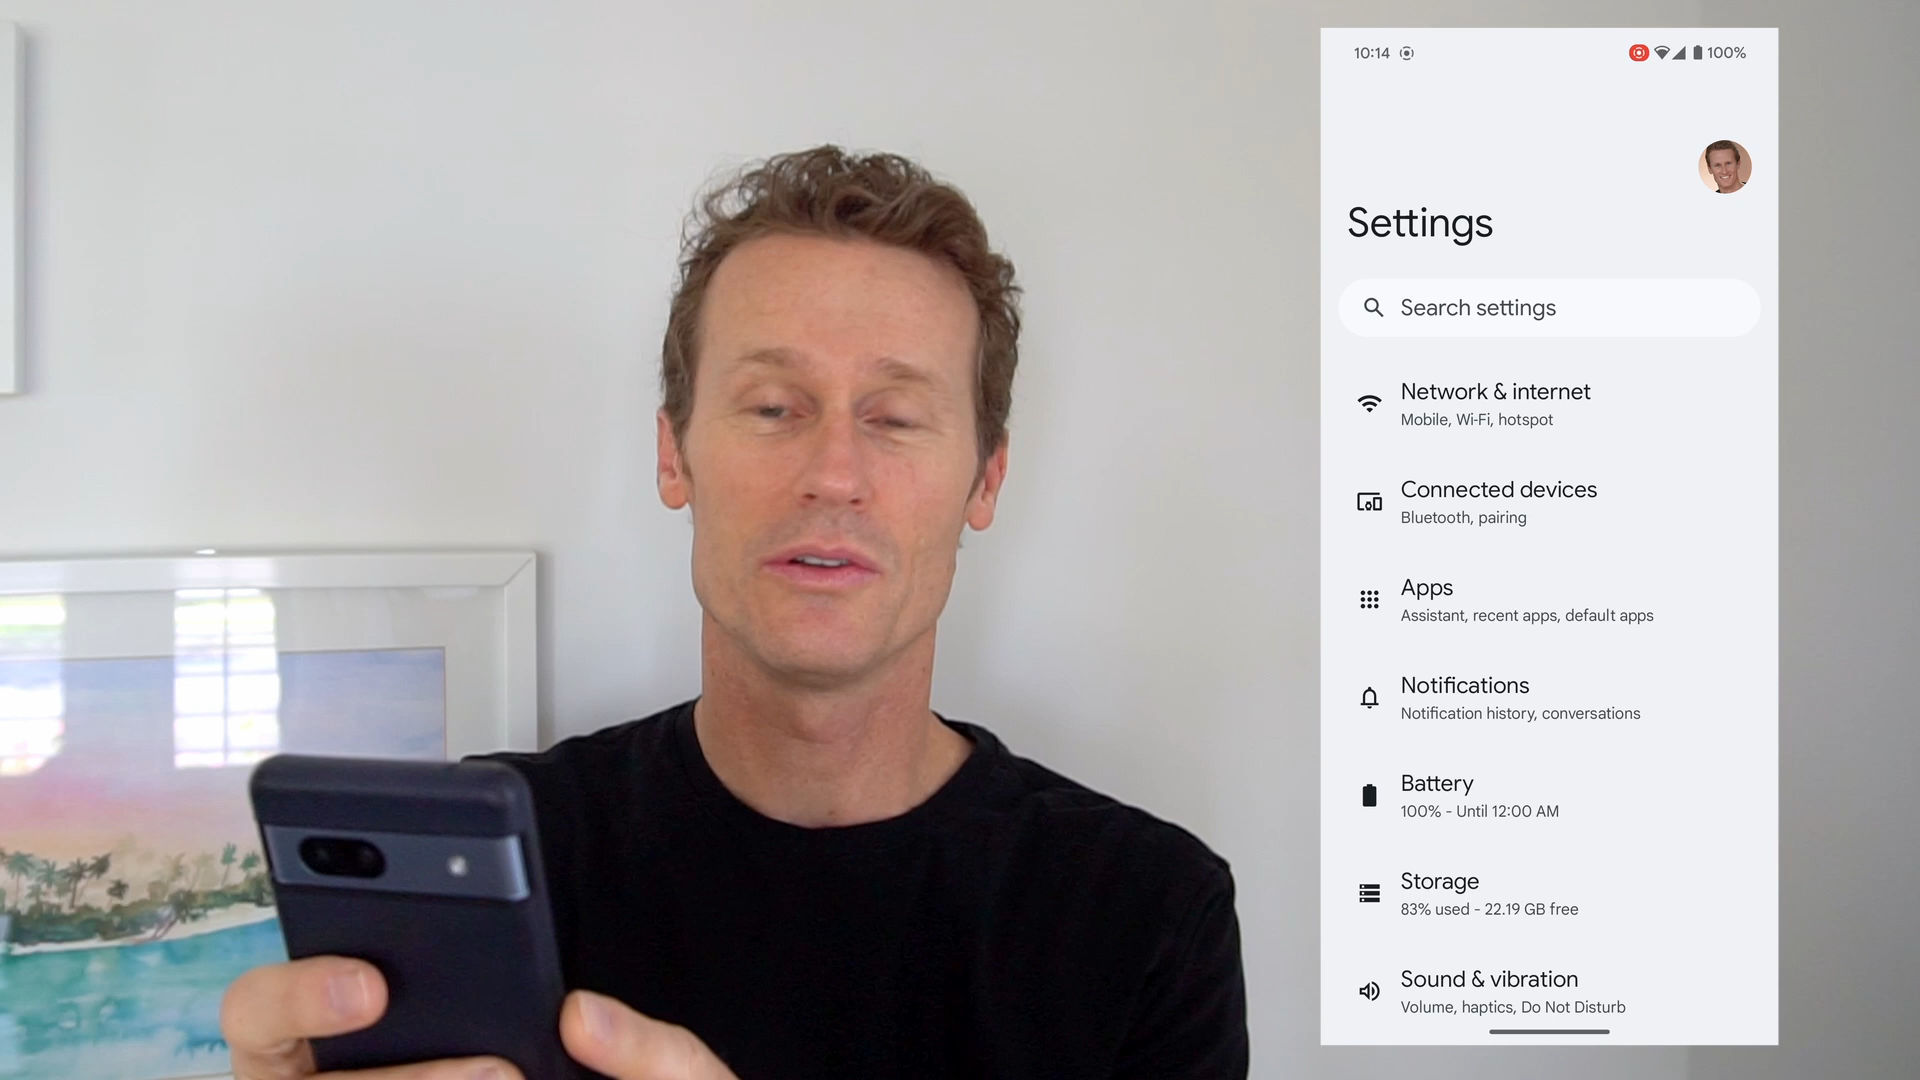 10:14
100%
Settings
Search settings
Network & internet
Mobile, Wi-Fi, hotspot
Connected devices
Bluetooth, pairing
Apps
Assistant, recent apps, default apps
Notifications
Notification history, conversations
Battery
100% - Until 12:00 AM
Storage
83% used - 22.19 GB free
Sound & vibration
Volume, haptics, Do Not Disturb